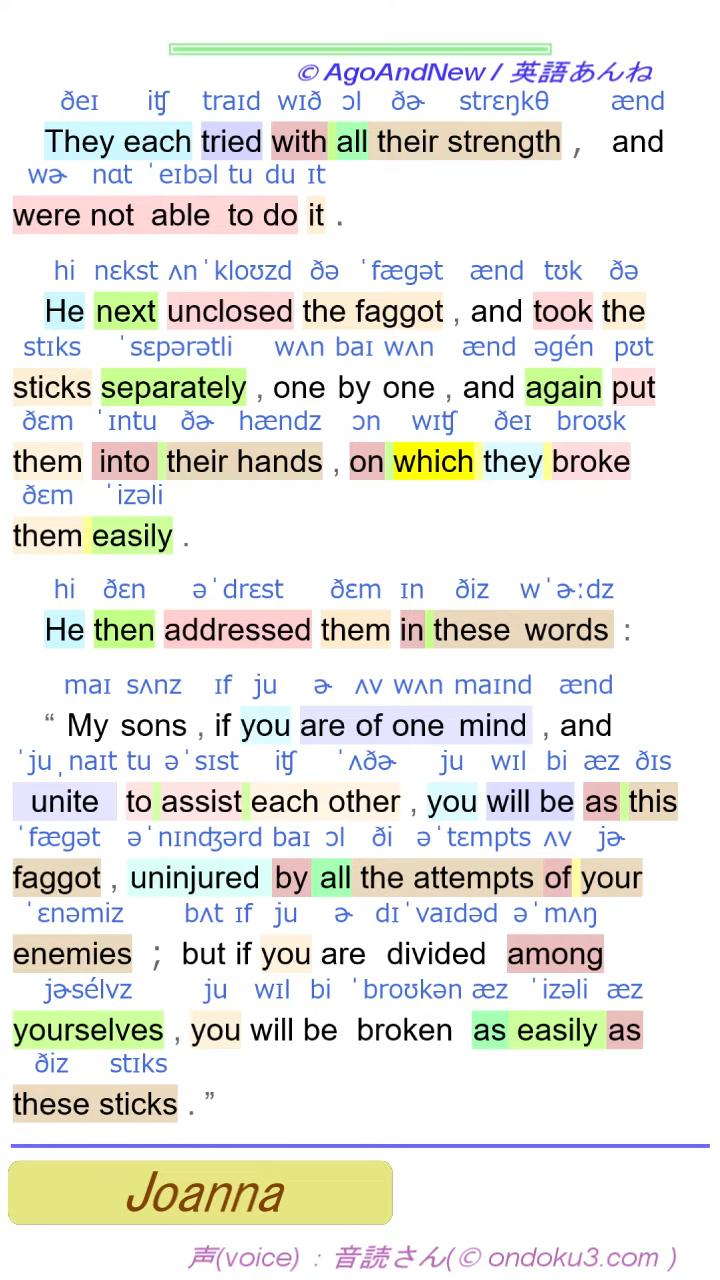 © AgoAndNew / 英語あんね
ðeɪ iʧ traɪd wɪð ɔl ðɚ strɛŋkθ ænd
They each tried with all their strength , and
wɚ nɑt ˈeɪbəl tu du ɪt
were not able to do it .
hi nɛkst ʌnˈkloʊzd ðə ˈfægət ænd tʊk ðə
He next unclosed the faggot , and took the
stɪks ˈsɛpərətli wʌn baɪ wʌn ænd əgén pʊt
sticks separately , one by one , and again put
ðɛm ˈɪntu ðɚ hændz ɔn wɪʧ ðeɪ broʊk
them into their hands , on which they broke
ðɛm ˈizəli
them easily .
hi ðɛn əˈdrɛst ðɛm ɪn ðiz wˈɚːdz
He then addressed them in these words :
maɪ sʌnz ɪf ju ɚ ʌv wʌn maɪnd ænd
“ My sons , if you are of one mind , and
ˈjuˌnaɪt tu əˈsɪst iʧ ˈʌðɚ ju wɪl bi æz ðɪs
unite to assist each other , you will be as this
ˈfægət əˈnɪnʤərd baɪ ɔl ði əˈtɛmpts ʌv jɚ
faggot , uninjured by all the attempts of your
ˈɛnəmiz bʌt ɪf ju ɚ dɪˈvaɪdəd əˈmʌŋ
enemies ; but if you are divided among
jɚsélvz ju wɪl bi ˈbroʊkən æz ˈizəli æz
yourselves , you will be broken as easily as
ðiz stɪks
these sticks . ”
Joanna
声(voice) : 音読さん(© ondoku3.com )